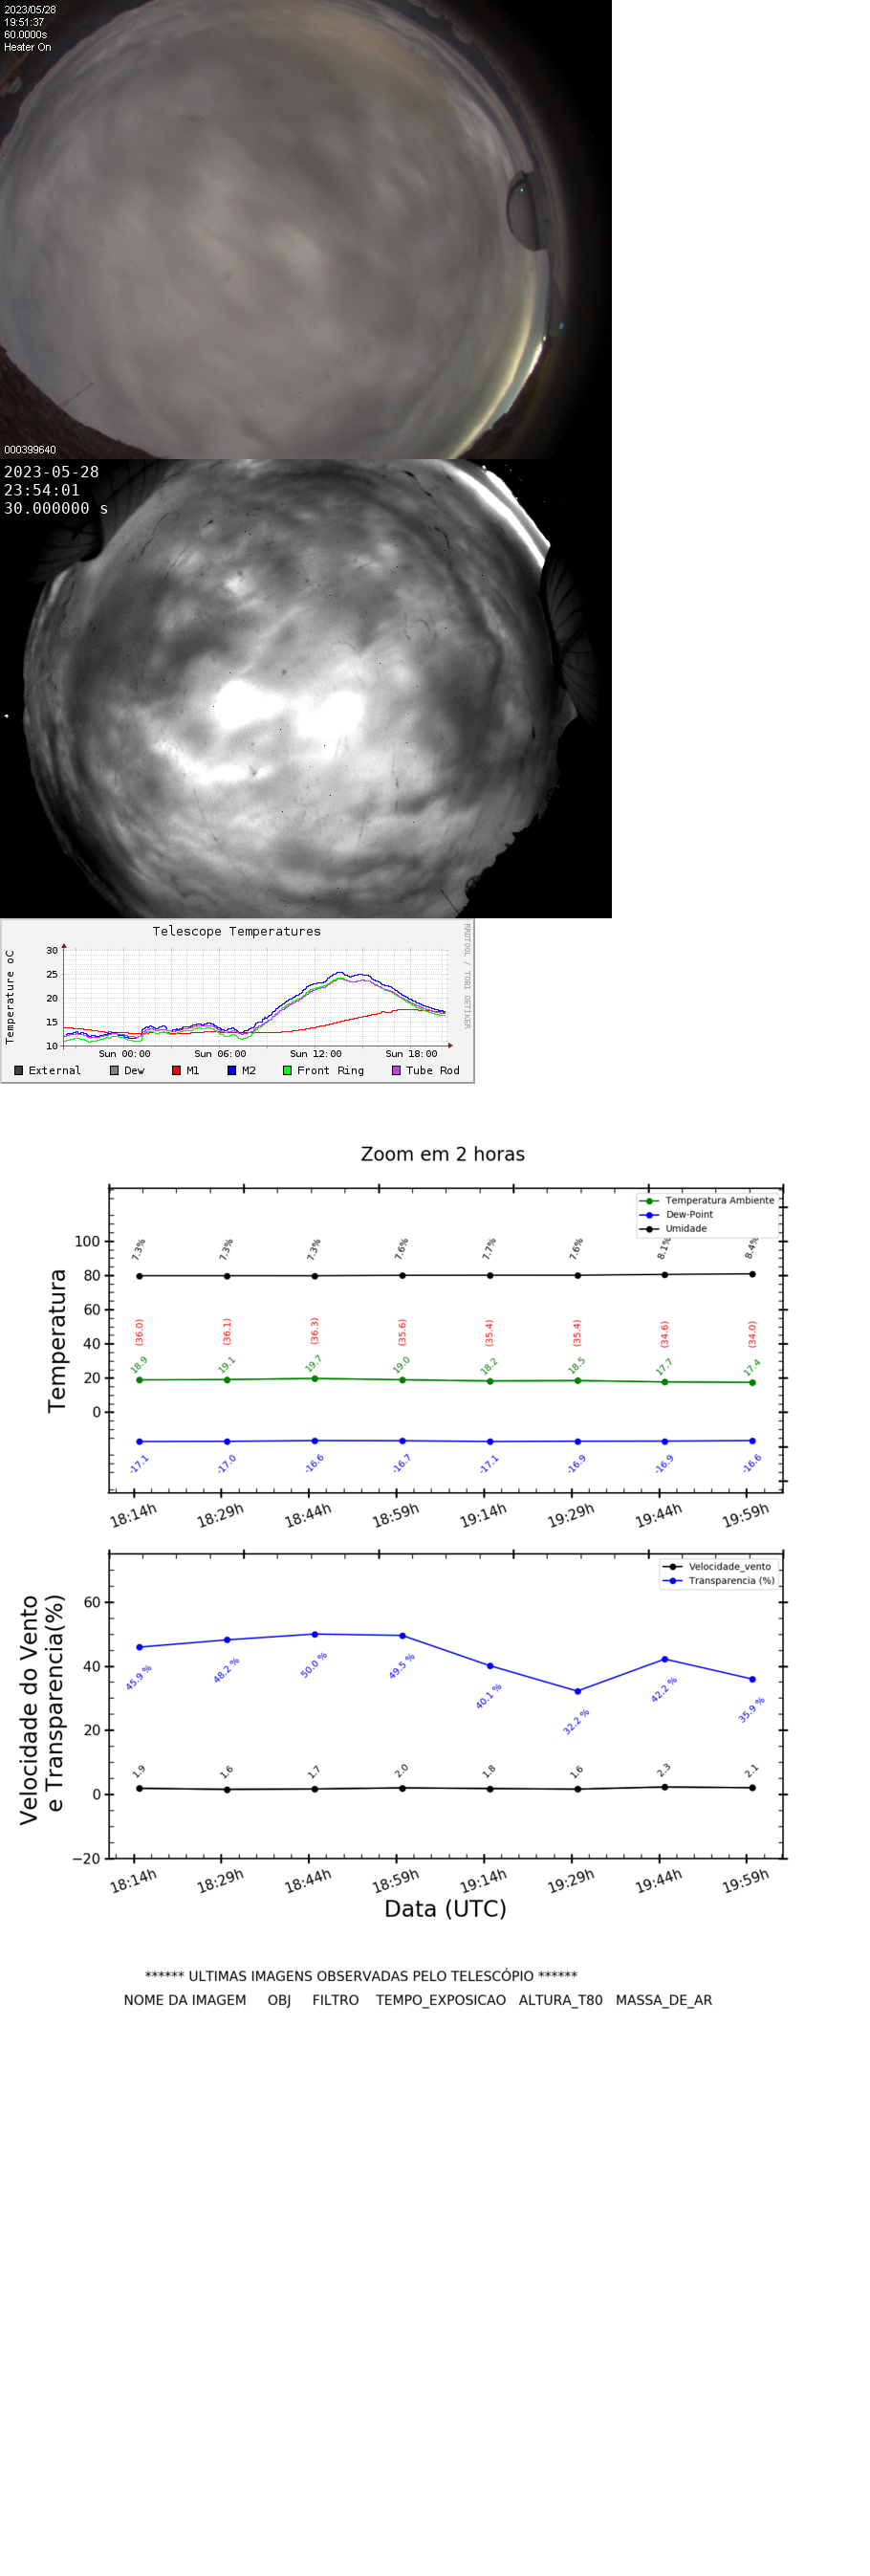 2023/05/28
19:51:37
60.0000s
Heater On
000399640
2023-05-28
23:54:01
30.000000 s
Telescope Temperatures
RRDTOOL / TOBI OETIKER
Temperature oC
30
25
20
15
10
Sun 00:00 Sun 06:00 Sun 12:00 Sun 18:00
External Dew M1 M2 Front Ring Tube Rod
Zoom em 2 horas
Temperatura Ambiente
Dew-Point
Umidade
Temperatura
100
80
60
40
20
0
7.3% 7.3% 7.3% 7.6% 7.7% 7.6% 8.1% 8.4%
(36.0) (36.1) (36.3) (35.6) (35.4) (35.4) (34.6) (34.0)
18.9 19.1 19.7 19.0 18.2 18.5 17.7 17.4
-17.1 -17.0 -16.6 -16.7 -17.1 -16.9 -16.9 -16.6
18:14h 18:29h 18:44h 18:59h 19:14h 19:29h 19:44h 19:59h
Velocidade_vento
Transparencia (%)
Velocidade do Vento
e Transparencia(%)
60
40
20
0
−20
45.9 % 48.2 % 50.0 % 49.5 % 40.1 % 32.2 % 42.2 % 35.9 %
1.9 1.6 1.7 2.0 1.8 1.6 2.3 2.1
18:14h 18:29h 18:44h 18:59h 19:14h 19:29h 19:44h 19:59h
Data (UTC)
****** ULTIMAS IMAGENS OBSERVADAS PELO TELESCÓPIO ******
NOME DA IMAGEM OBJ FILTRO TEMPO_EXPOSICAO ALTURA_T80 MASSA_DE_AR